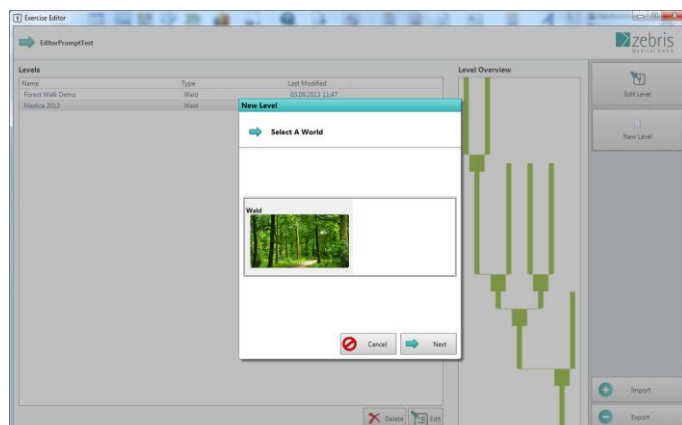 Exercise Editor
EditorPromptTest
zebris
Medical GmbH
Levels
Name Type Last Modified
Forest Walk Demo Wald 03.09.2013 11:47
Medica 2013 Wald
Level Overview
Edit Level
New Level
New Level
Select A World
Wald
Cancel Next
Import
Delete Edit
Export